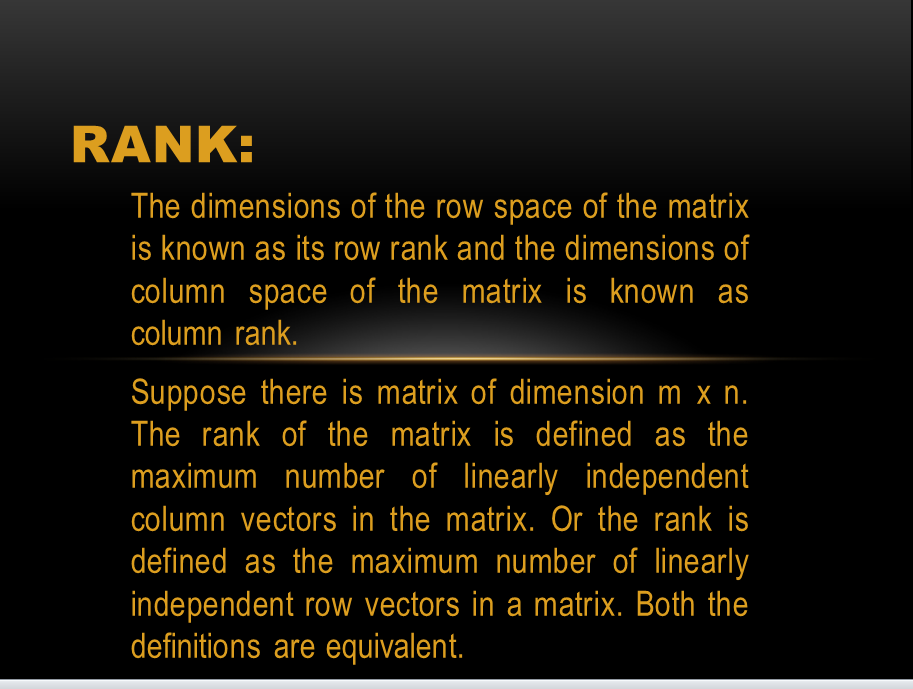 RANK:
The dimensions of the row space of the matrix
is known as its row rank and the dimensions of
column space of the matrix is known as
column rank.
Suppose there is matrix of dimension m x n.
The rank of the matrix is defined as the
maximum number of linearly independent
column vectors in the matrix. Or the rank is
defined as the maximum number of linearly
independent row vectors in a matrix. Both the
definitions are equivalent.